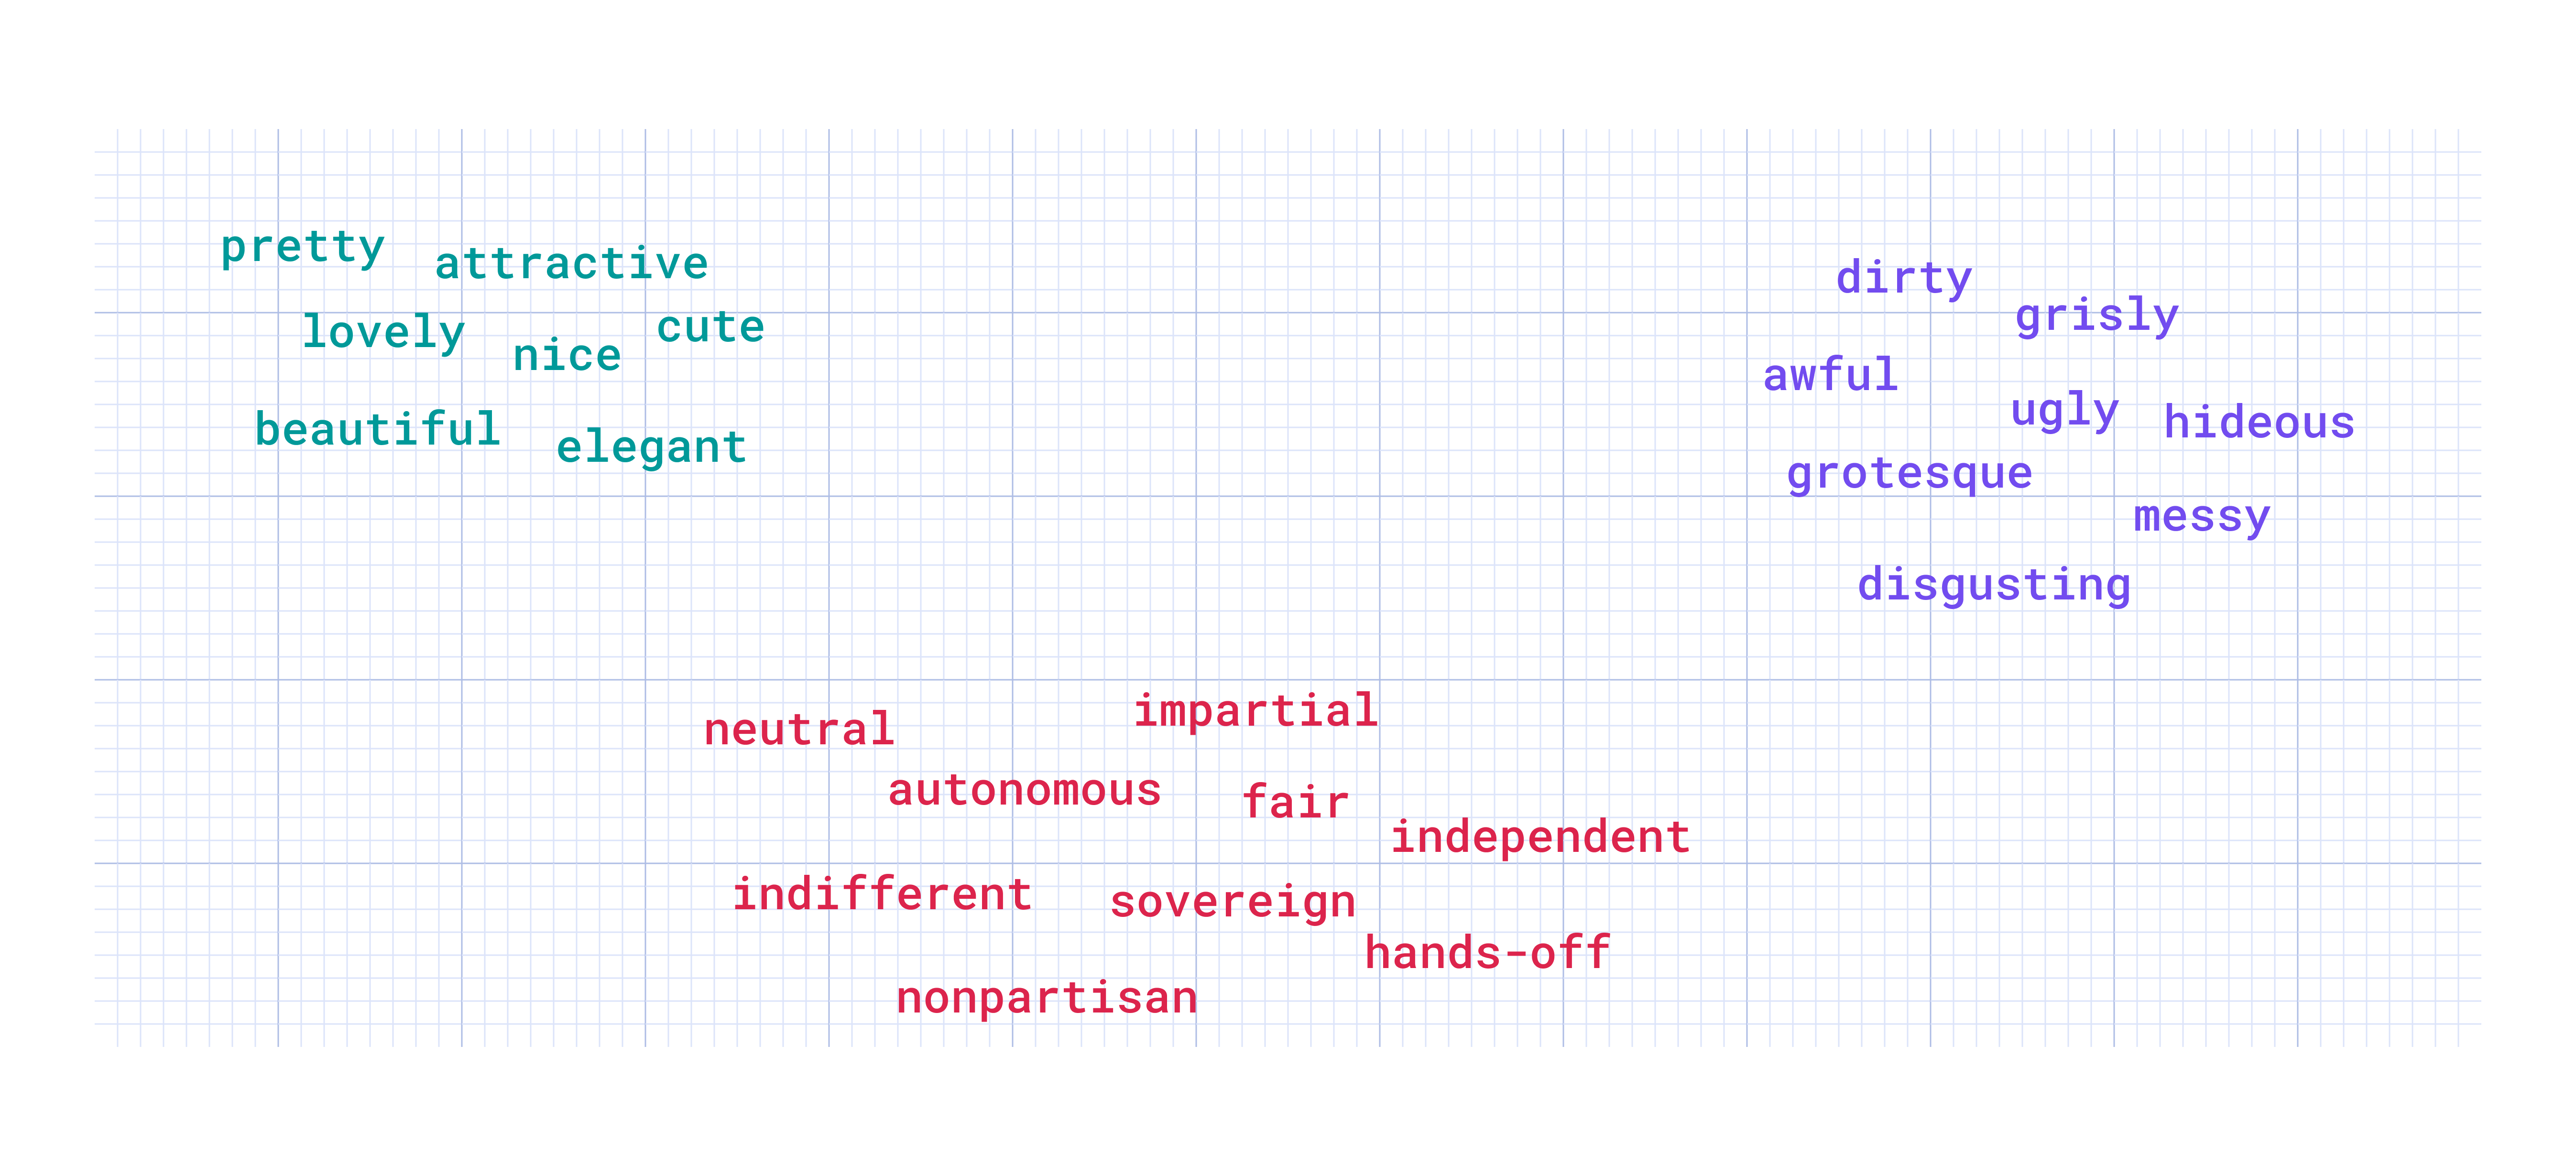 pretty
attractive
lovely
nice
cute
beautiful
elegant
dirty
grisly
awful
ugly
hideous
grotesque
messy
disgusting
neutral
impartial
autonomous
fair
independent
indifferent
sovereign
hands-off
nonpartisan